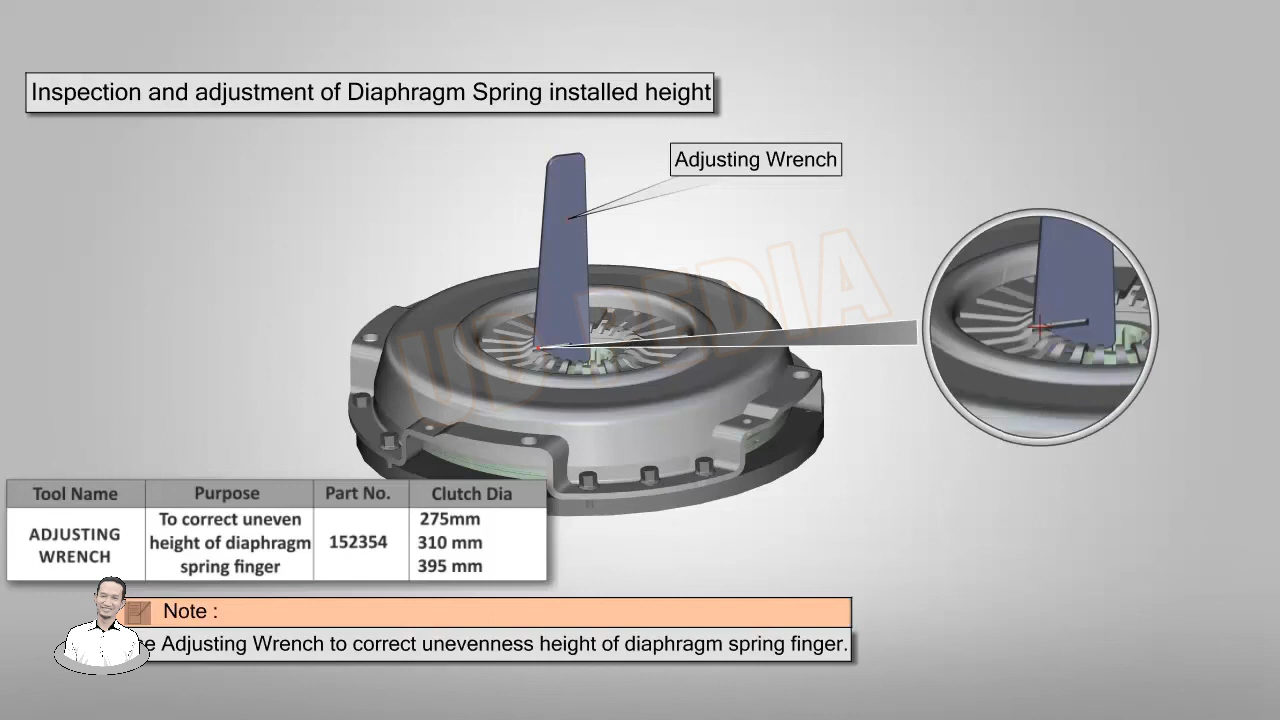 Inspection and adjustment of Diaphragm Spring installed height
Adjusting Wrench
UD PEDIA
Tool Name Purpose Part No. Clutch Dia
ADJUSTING WRENCH To correct uneven height of diaphragm spring finger 152354 275mm 310 mm 395 mm
Note :
Adjusting Wrench to correct unevenness height of diaphragm spring finger.